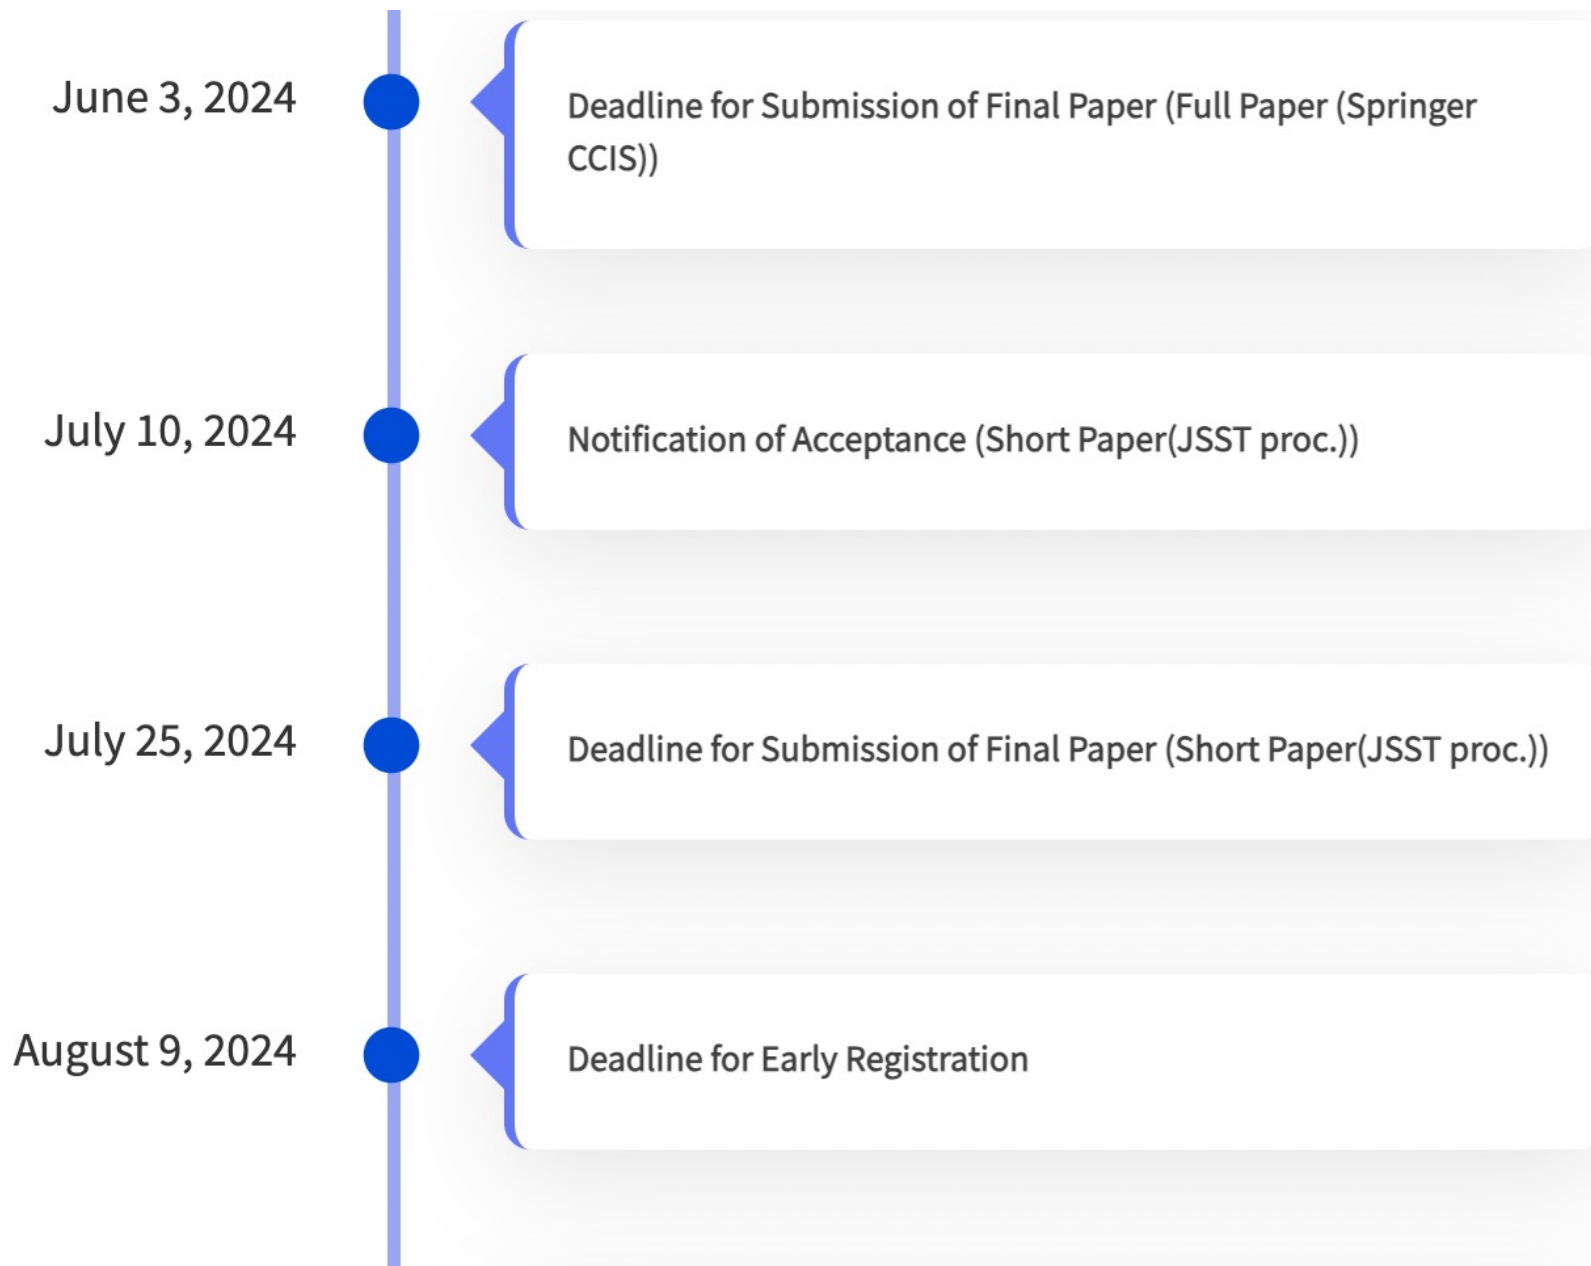 June 3, 2024
Deadline for Submission of Final Paper (Full Paper (Springer
CCIS))
July 10, 2024
Notification of Acceptance (Short Paper(JSST proc.))
July 25, 2024
Deadline for Submission of Final Paper (Short Paper(JSST proc.))
August 9, 2024
Deadline for Early Registration